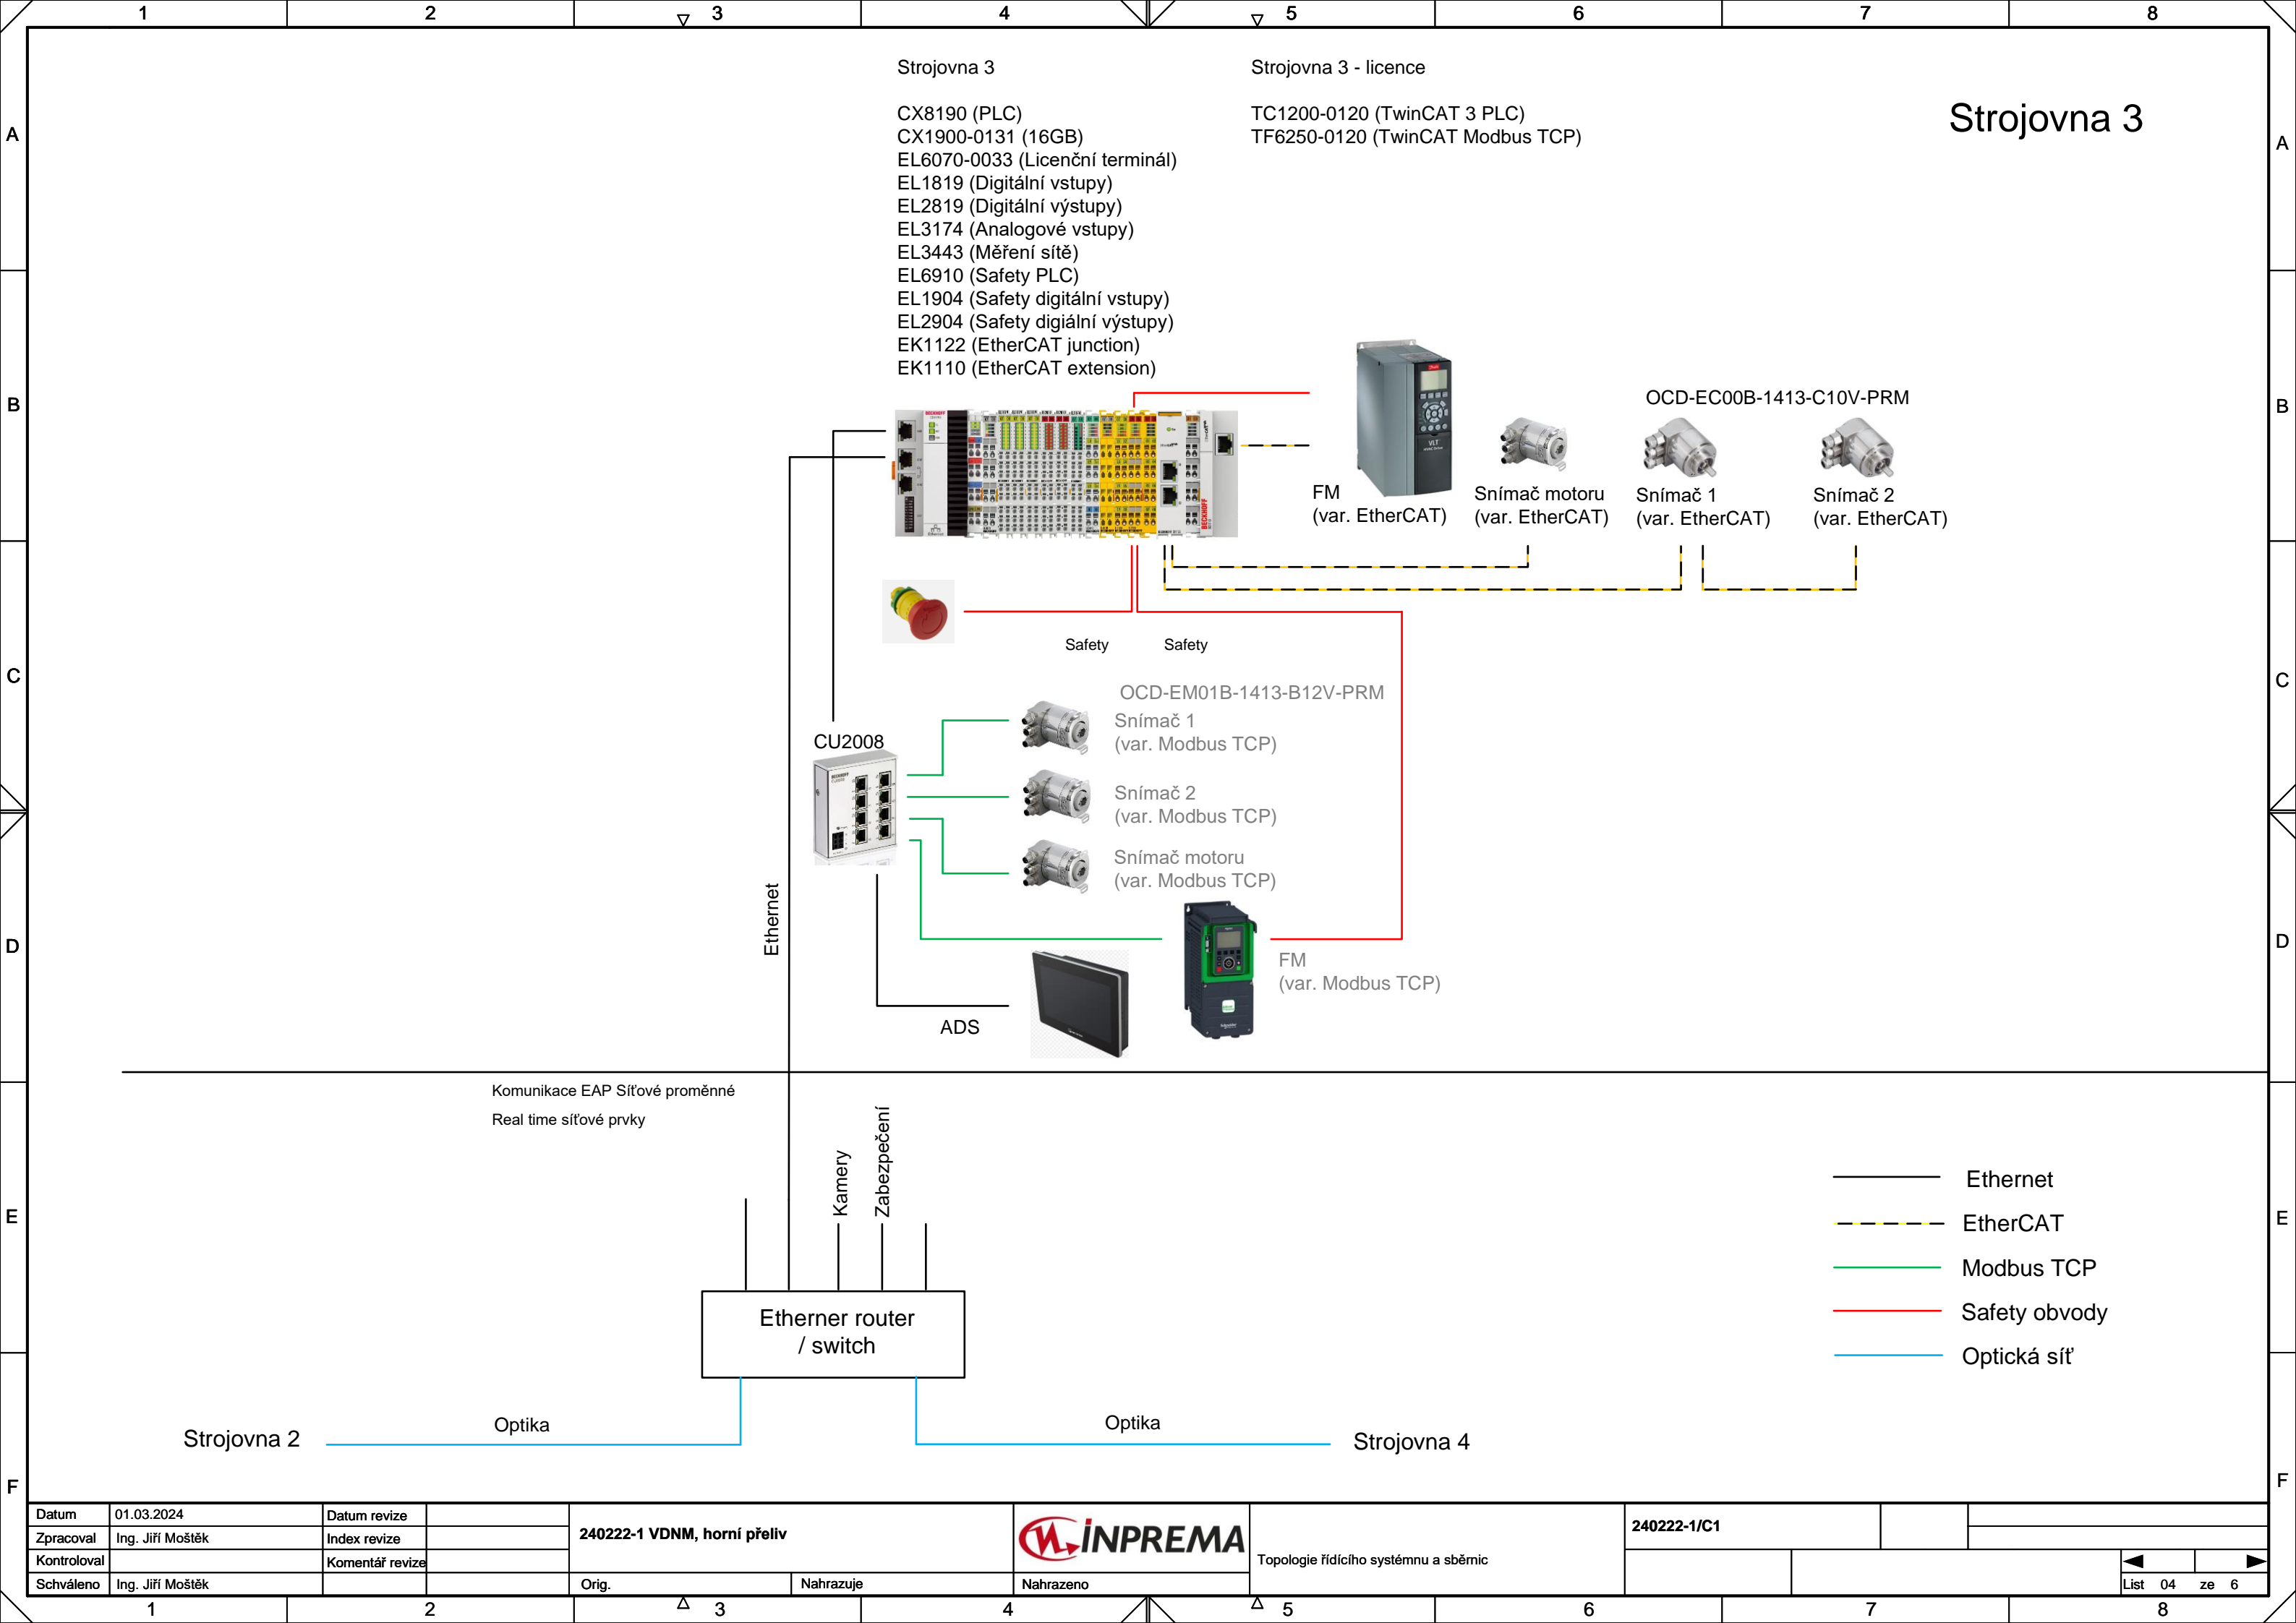 1 2 3 4 5 6 7 8
A A
B B
C C
D D
E E
F F
Strojovna 3
Strojovna 3
CX8190 (PLC)
CX1900-0131 (16GB)
EL6070-0033 (Licenční terminál)
EL1819 (Digitální vstupy)
EL2819 (Digitální výstupy)
EL3174 (Analogové vstupy)
EL3443 (Měření sítě)
EL6910 (Safety PLC)
EL1904 (Safety digitální vstupy)
EL2904 (Safety digiální výstupy)
EK1122 (EtherCAT junction)
EK1110 (EtherCAT extension)
Strojovna 3 - licence
TC1200-0120 (TwinCAT 3 PLC)
TF6250-0120 (TwinCAT Modbus TCP)
BECKHOFF
BECKHOFF
Danfoss
VLT
FM
(var. EtherCAT)
Snímač motoru
(var. EtherCAT)
OCD-EC00B-1413-C10V-PRM
Snímač 1
(var. EtherCAT)
Snímač 2
(var. EtherCAT)
Safety
Safety
OCD-EM01B-1413-B12V-PRM
Snímač 1
(var. Modbus TCP)
Snímač 2
(var. Modbus TCP)
Snímač motoru
(var. Modbus TCP)
CU2008
BECKHOFF
FM
(var. Modbus TCP)
ADS
Ethernet
Komunikace EAP Síťové proměnné
Real time síťové prvky
Kamery
Zabezpečení
Etherner router
/ switch
Strojovna 2
Optika
Optika
Strojovna 4
Ethernet
EtherCAT
Modbus TCP
Safety obvody
Optická síť
Datum 01.03.2024 Datum revize
Zpracoval Ing. Jiří Moštěk Index revize
Kontroloval Komentář revize
Schváleno Ing. Jiří Moštěk
240222-1 VDNM, horní přeliv
Orig. Nahrazuje Nahrazeno
INPREMA
Topologie řídícího systémnu a sběrnic
240222-1/C1
List 04 ze 6
1 2 3 4 5 6 7 8